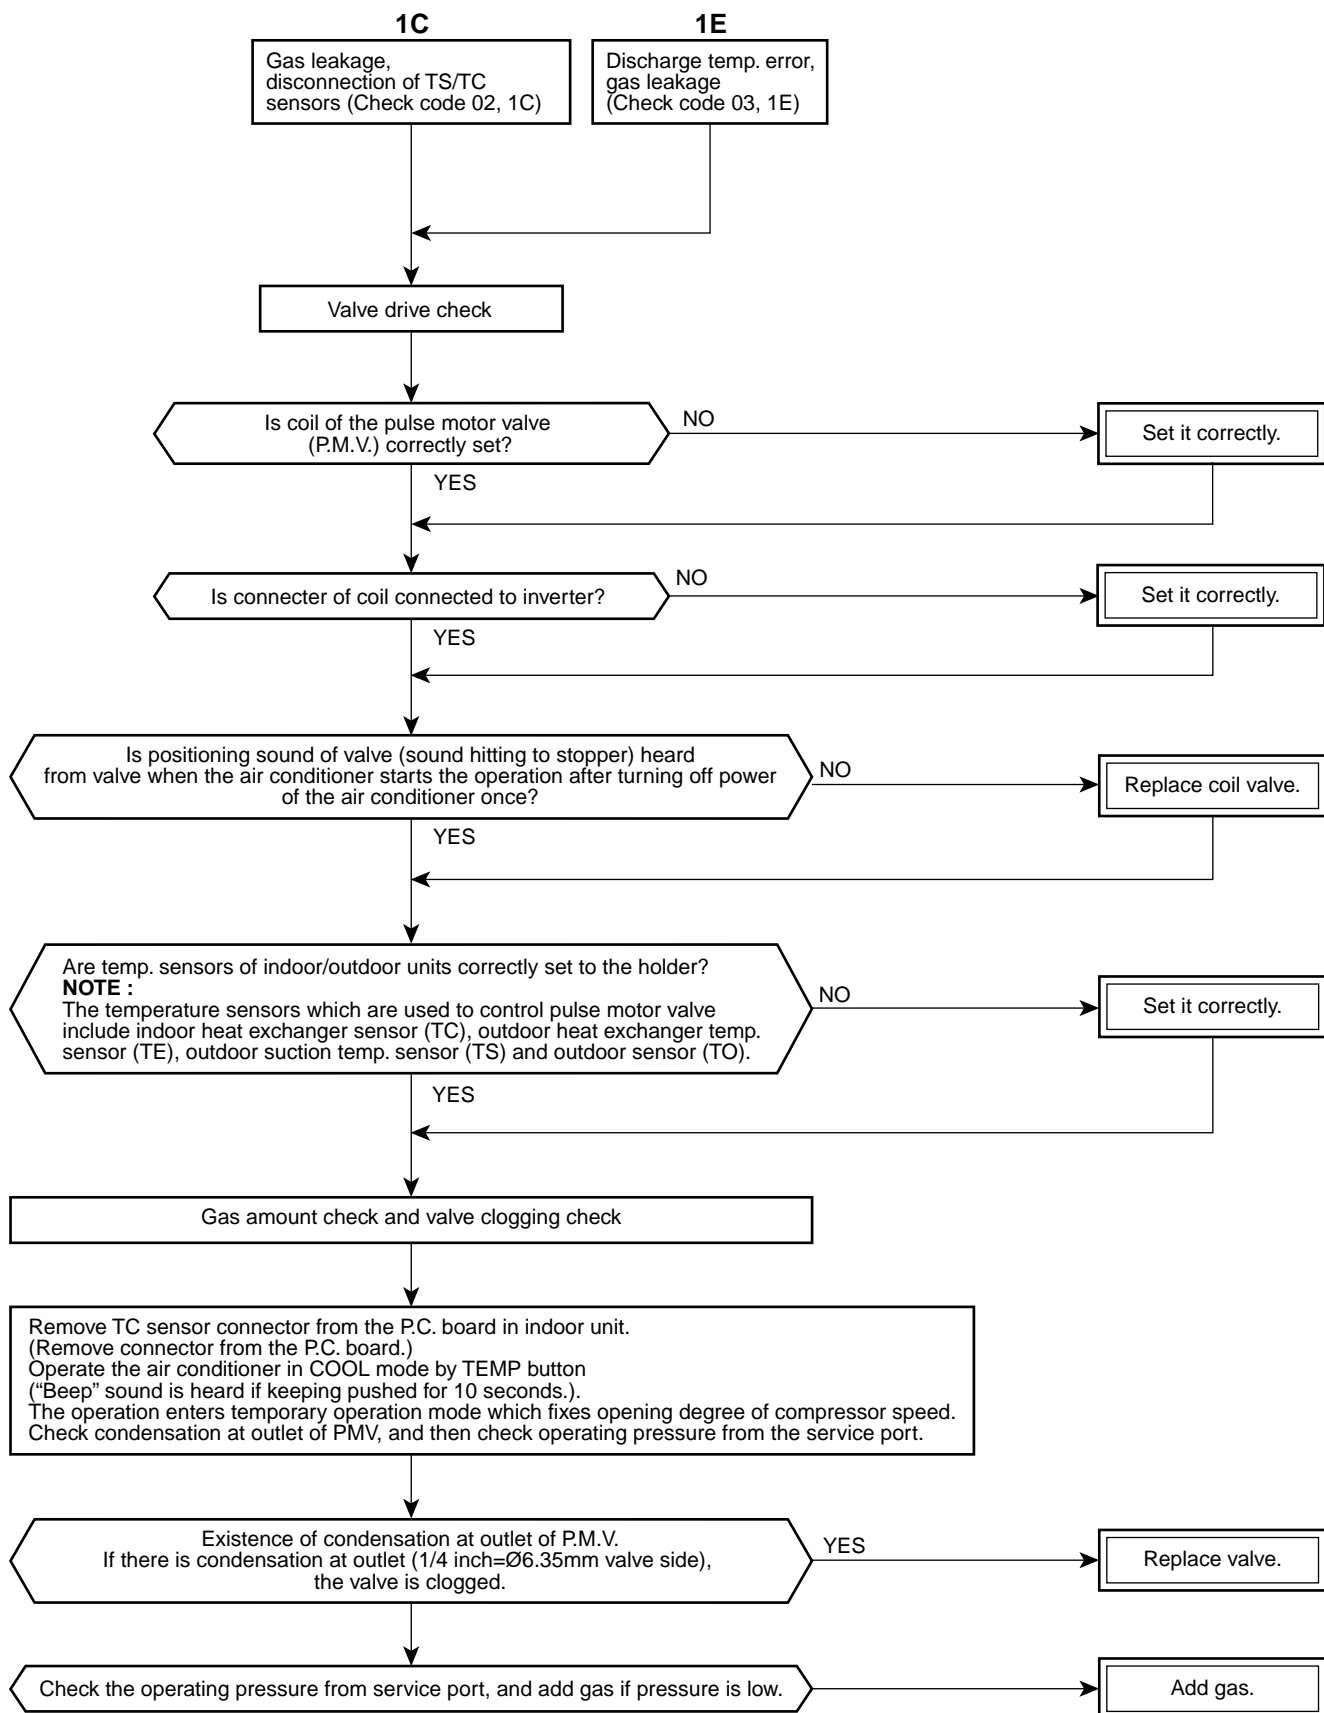 1C
1E
Gas leakage,
disconnection of TS/TC
sensors (Check code 02, 1C)
Discharge temp. error,
gas leakage
(Check code 03, 1E)
Valve drive check
Is coil of the pulse motor valve
(P.M.V.) correctly set?
NO
Set it correctly.
YES
Is connecter of coil connected to inverter?
NO
Set it correctly.
YES
Is positioning sound of valve (sound hitting to stopper) heard
from valve when the air conditioner starts the operation after turning off power
of the air conditioner once?
NO
Replace coil valve.
YES
Are temp. sensors of indoor/outdoor units correctly set to the holder?
NOTE :
The temperature sensors which are used to control pulse motor valve
include indoor heat exchanger sensor (TC), outdoor heat exchanger temp.
sensor (TE), outdoor suction temp. sensor (TS) and outdoor sensor (TO).
NO
Set it correctly.
YES
Gas amount check and valve clogging check
Remove TC sensor connector from the P.C. board in indoor unit.
(Remove connector from the P.C. board.)
Operate the air conditioner in COOL mode by TEMP button
(“Beep” sound is heard if keeping pushed for 10 seconds.).
The operation enters temporary operation mode which fixes opening degree of compressor speed.
Check condensation at outlet of PMV, and then check operating pressure from the service port.
Existence of condensation at outlet of P.M.V.
If there is condensation at outlet (1/4 inch=Ø6.35mm valve side),
the valve is clogged.
YES
Replace valve.
Check the operating pressure from service port, and add gas if pressure is low.
Add gas.